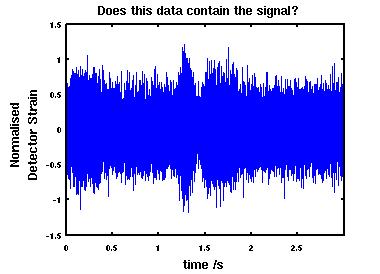 Does this data contain the signal?
1.5
1
0.5
0
-0.5
-1
-1.5
Normalised
Detector Strain
0 0.5 1 1.5 2 2.5
time /s